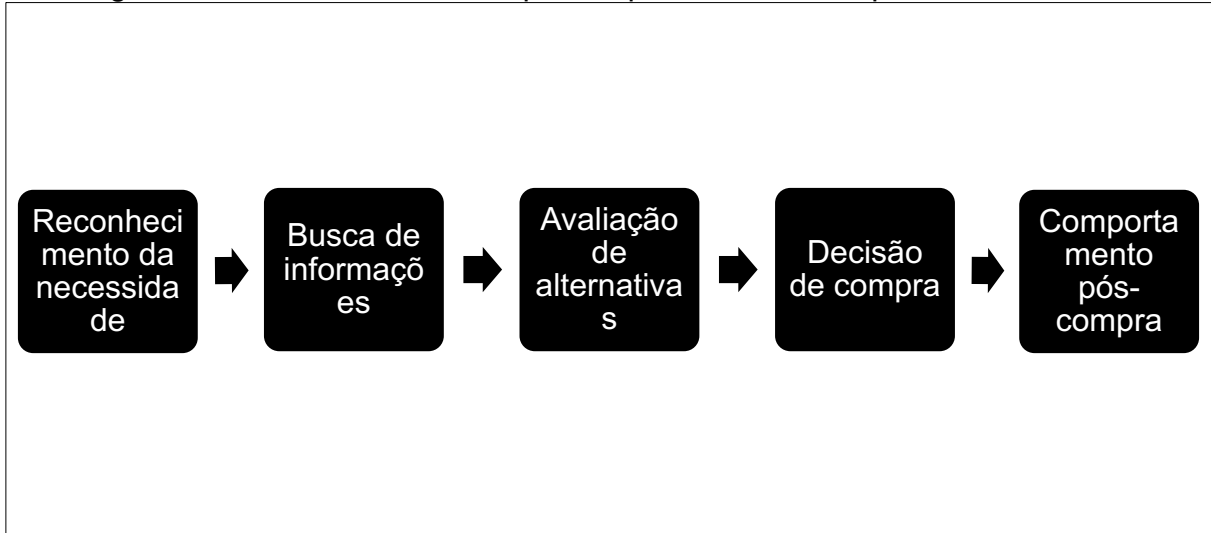 Reconheci
mento da
necessida
de
Busca de
informaçõ
es
Avaliação
de
alternativa
s
Decisão
de compra
Comporta
mento
pós-
compra